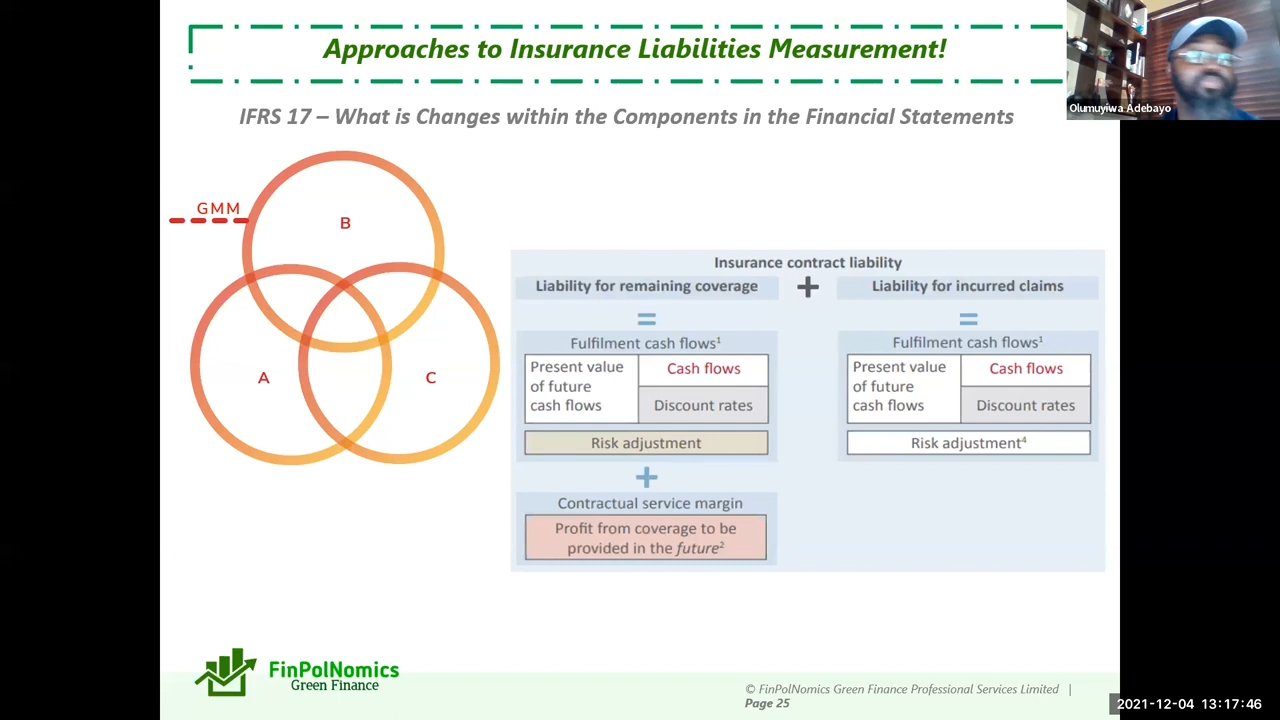 Approaches to Insurance Liabilities Measurement!
Olumuyiwa Adebayo
IFRS 17 – What is Changes within the Components in the Financial Statements
GMM
B
A
C
Insurance contract liability
Liability for remaining coverage
+
Liability for incurred claims
=
=
Fulfilment cash flows¹
Fulfilment cash flows¹
Present value
of future
cash flows
Cash flows
Discount rates
Present value
of future
cash flows
Cash flows
Discount rates
Risk adjustment
Risk adjustment⁴
+
Contractual service margin
Profit from coverage to be
provided in the future²
FinPolNomics
Green Finance
© FinPolNomics Green Finance Professional Services Limited |
Page 25
2021-12-04 13:17:46